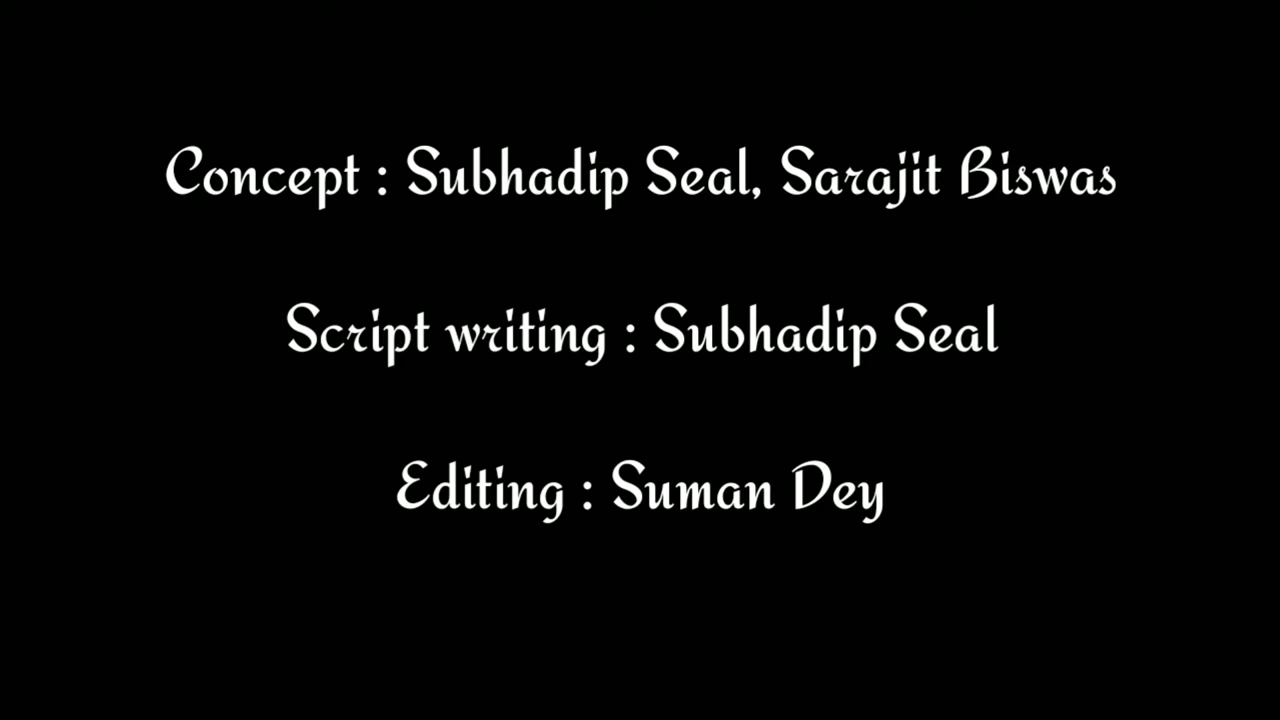 Concept : Subhadip Seal, Sarajit Biswas
Script writing : Subhadip Seal
Editing : Suman Dey